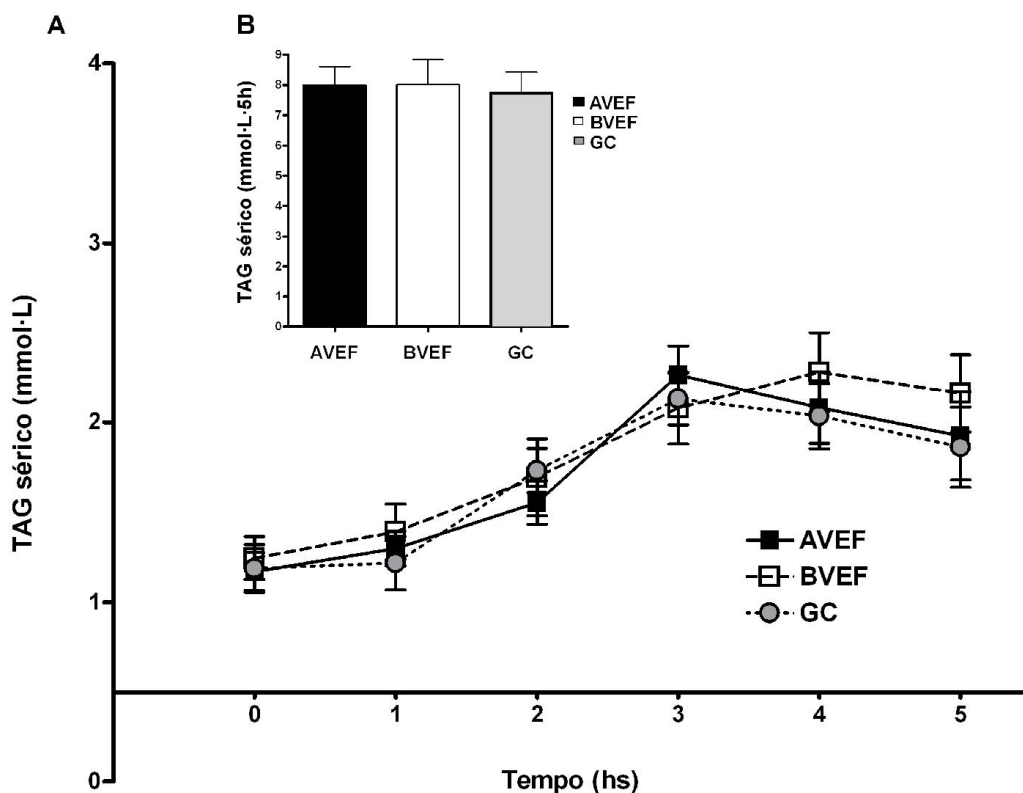 A
B
TAG sérico (mmol·L·5h)
9
8
7
6
5
4
3
2
1
0
AVEF
BVEF
GC
AVEF
BVEF
GC
TAG sérico (mmol·L)
4
3
2
1
0
AVEF
BVEF
GC
0 1 2 3 4 5
Tempo (hs)